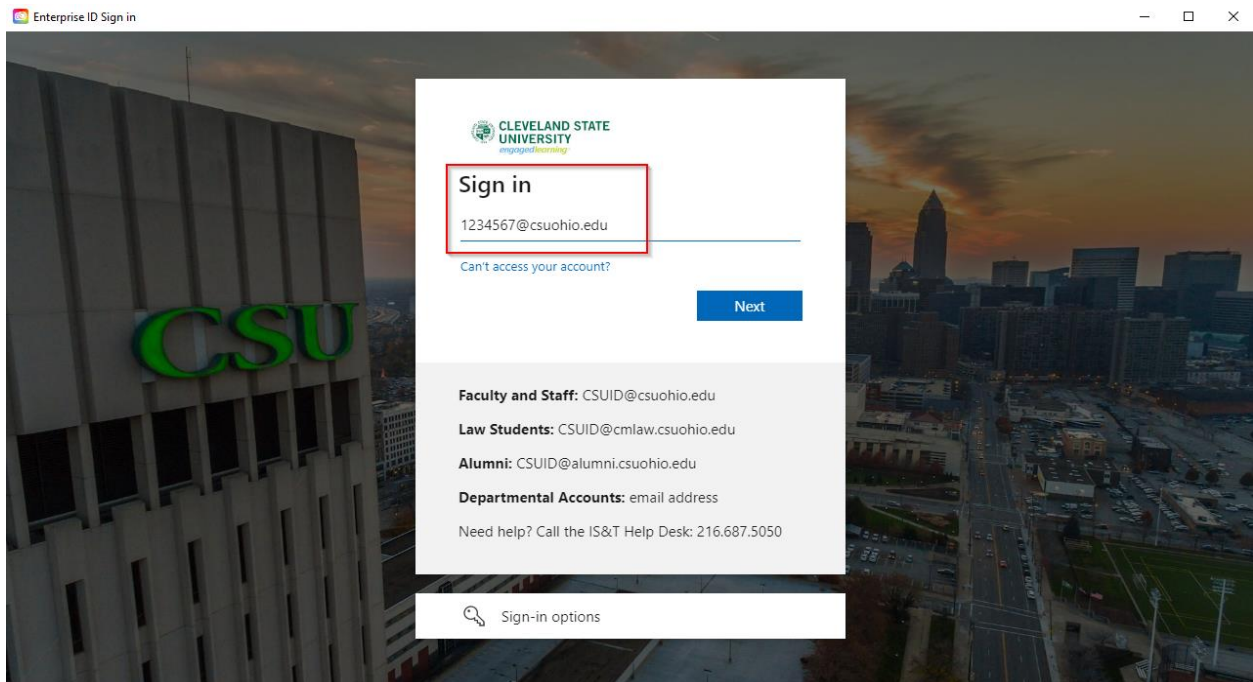 Enterprise ID Sign in
CLEVELAND STATE
UNIVERSITY
engagedlearning
Sign in
1234567@csuohio.edu
Can't access your account?
Next
CSU
Faculty and Staff: CSUID@csuohio.edu
Law Students: CSUID@cmlaw.csuohio.edu
Alumni: CSUID@alumni.csuohio.edu
Departmental Accounts: email address
Need help? Call the IS&T Help Desk: 216.687.5050
Sign-in options